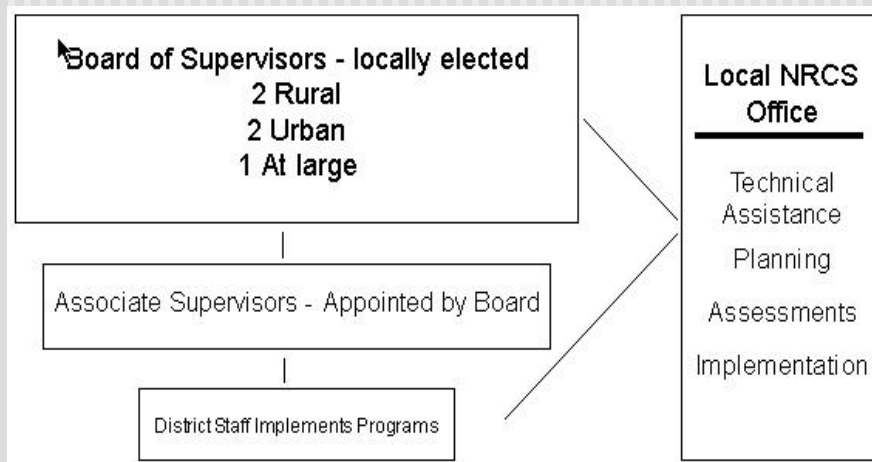 Board of Supervisors - locally elected
2 Rural
2 Urban
1 At large
Associate Supervisors - Appointed by Board
District Staff Implements Programs
Local NRCS
Office
Technical
Assistance
Planning
Assessments
Implementation